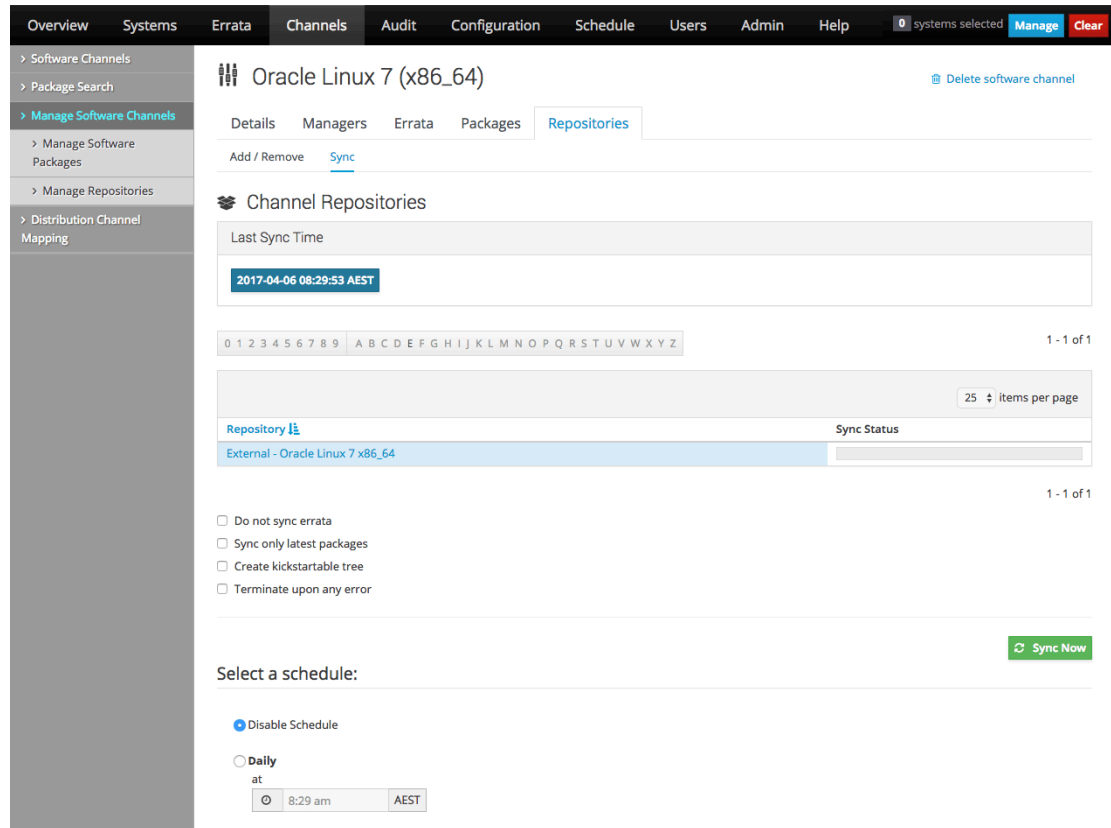 Overview Systems Errata Channels Audit Configuration Schedule Users Admin Help 0 systems selected Manage Clear
> Software Channels
> Package Search
> Manage Software Channels
> Manage Software
Packages
> Manage Repositories
> Distribution Channel
Mapping
Oracle Linux 7 (x86_64)
Delete software channel
Details Managers Errata Packages Repositories
Add / Remove Sync
Channel Repositories
Last Sync Time
2017-04-06 08:29:53 AEST
0 1 2 3 4 5 6 7 8 9 A B C D E F G H I J K L M N O P Q R S T U V W X Y Z
1 - 1 of 1
25 items per page
Repository Sync Status
External - Oracle Linux 7 x86_64
1 - 1 of 1
Do not sync errata
Sync only latest packages
Create kickstartable tree
Terminate upon any error
Sync Now
Select a schedule:
Disable Schedule
Daily
at
8:29 am AEST